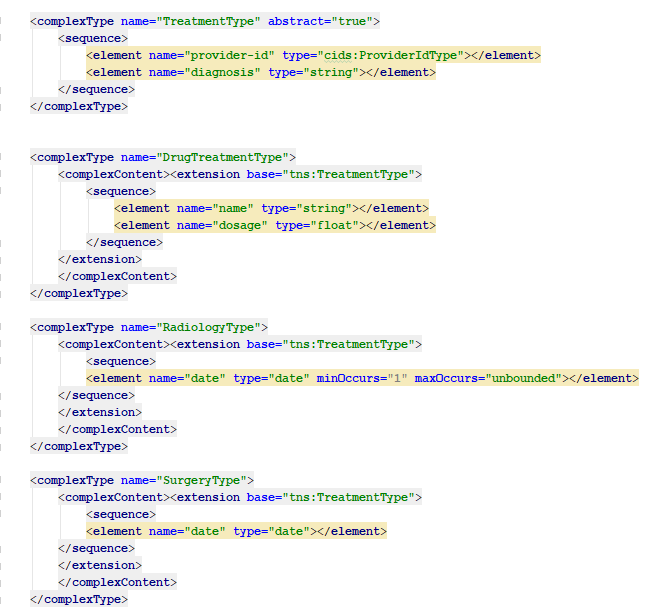 <complexType name="TreatmentType" abstract="true">
<sequence>
<element name="provider-id" type="cids:ProviderIdType"></element>
<element name="diagnosis" type="string"></element>
</sequence>
</complexType>
<complexType name="DrugTreatmentType">
<complexContent><extension base="tns:TreatmentType">
<sequence>
<element name="name" type="string"></element>
<element name="dosage" type="float"></element>
</sequence>
</extension>
</complexContent>
</complexType>
<complexType name="RadiologyType">
<complexContent><extension base="tns:TreatmentType">
<sequence>
<element name="date" type="date" minOccurs="1" maxOccurs="unbounded"></element>
</sequence>
</extension>
</complexContent>
</complexType>
<complexType name="SurgeryType">
<complexContent><extension base="tns:TreatmentType">
<sequence>
<element name="date" type="date"></element>
</sequence>
</extension>
</complexContent>
</complexType>